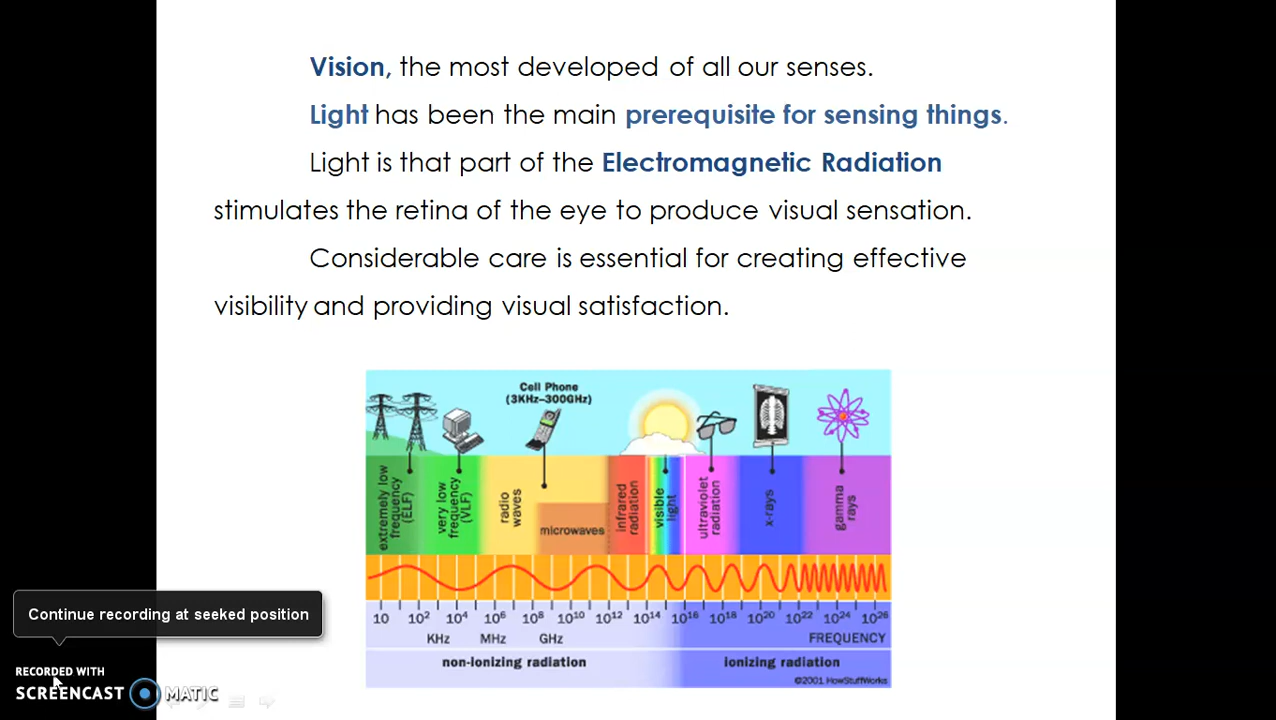 Vision, the most developed of all our senses.
Light has been the main prerequisite for sensing things.
Light is that part of the Electromagnetic Radiation
stimulates the retina of the eye to produce visual sensation.
Considerable care is essential for creating effective
visibility and providing visual satisfaction.
Cell Phone
(3KHz–300GHz)
extremely low
frequency
(ELF)
very low
frequency
(VLF)
radio
waves
microwaves
infrared
radiation
visible
light
ultraviolet
radiation
x-rays
gamma
rays
10 10² 10⁴ 10⁶ 10⁸ 10¹⁰ 10¹² 10¹⁴ 10¹⁶ 10¹⁸ 10²⁰ 10²² 10²⁴ 10²⁶
KHz MHz GHz FREQUENCY
non-ionizing radiation ionizing radiation
©2001 HowStuffWorks
Continue recording at seeked position
RECORDED WITH
SCREENCAST MATIC